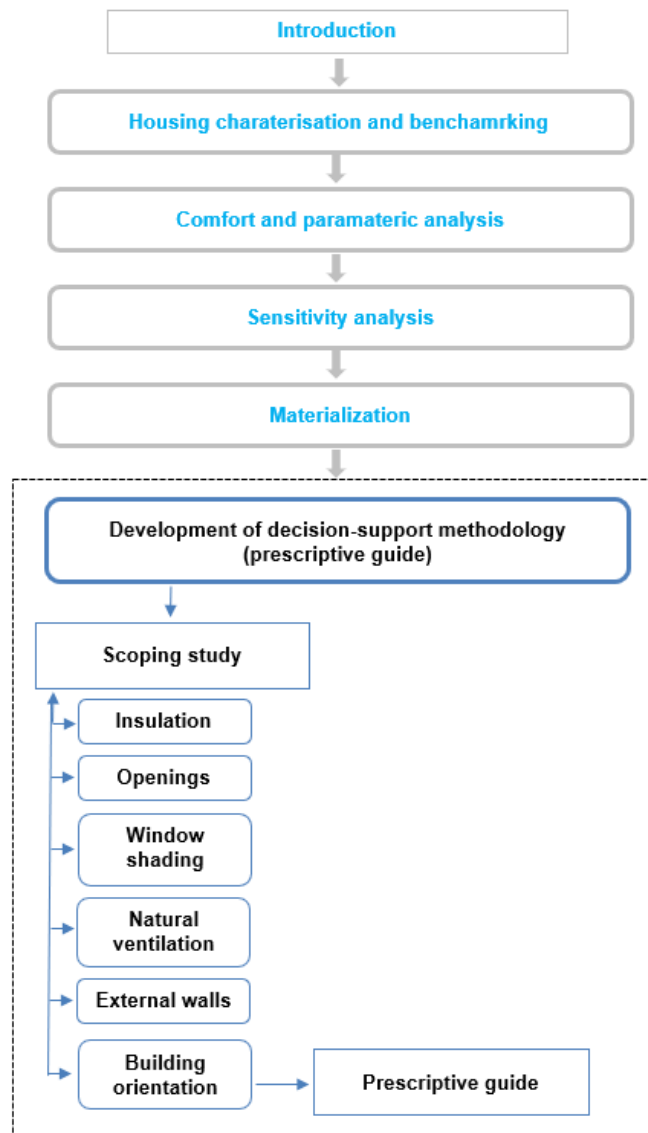 Introduction
Housing charaterisation and benchamrking
Comfort and paramateric analysis
Sensitivity analysis
Materialization
Development of decision-support methodology
(prescriptive guide)
Scoping study
Insulation
Openings
Window
shading
Natural
ventilation
External walls
Building
orientation
Prescriptive guide